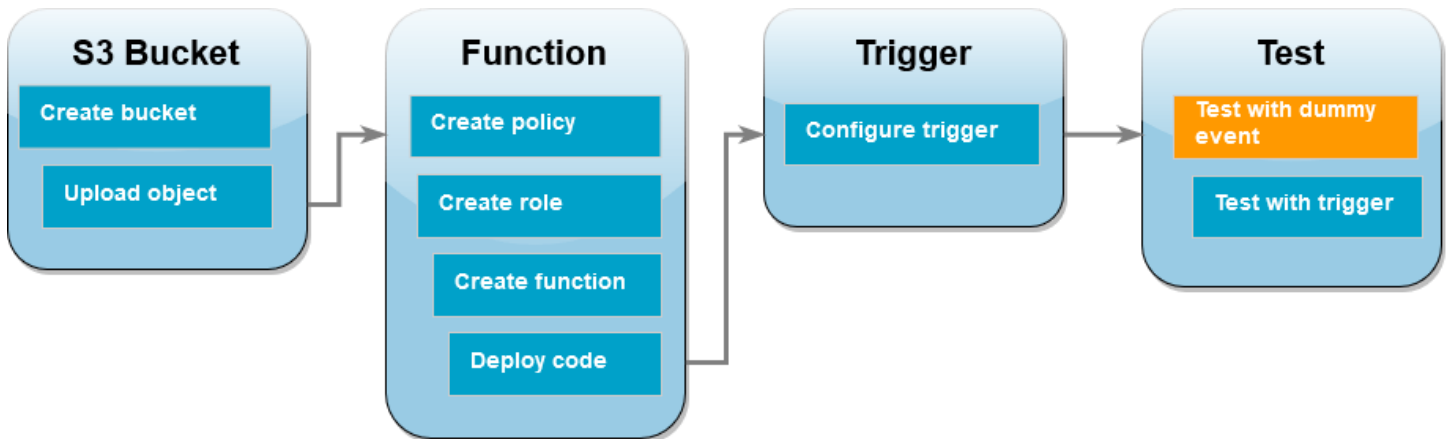 S3 Bucket
Create bucket
Upload object
Function
Create policy
Create role
Create function
Deploy code
Trigger
Configure trigger
Test
Test with dummy
event
Test with trigger